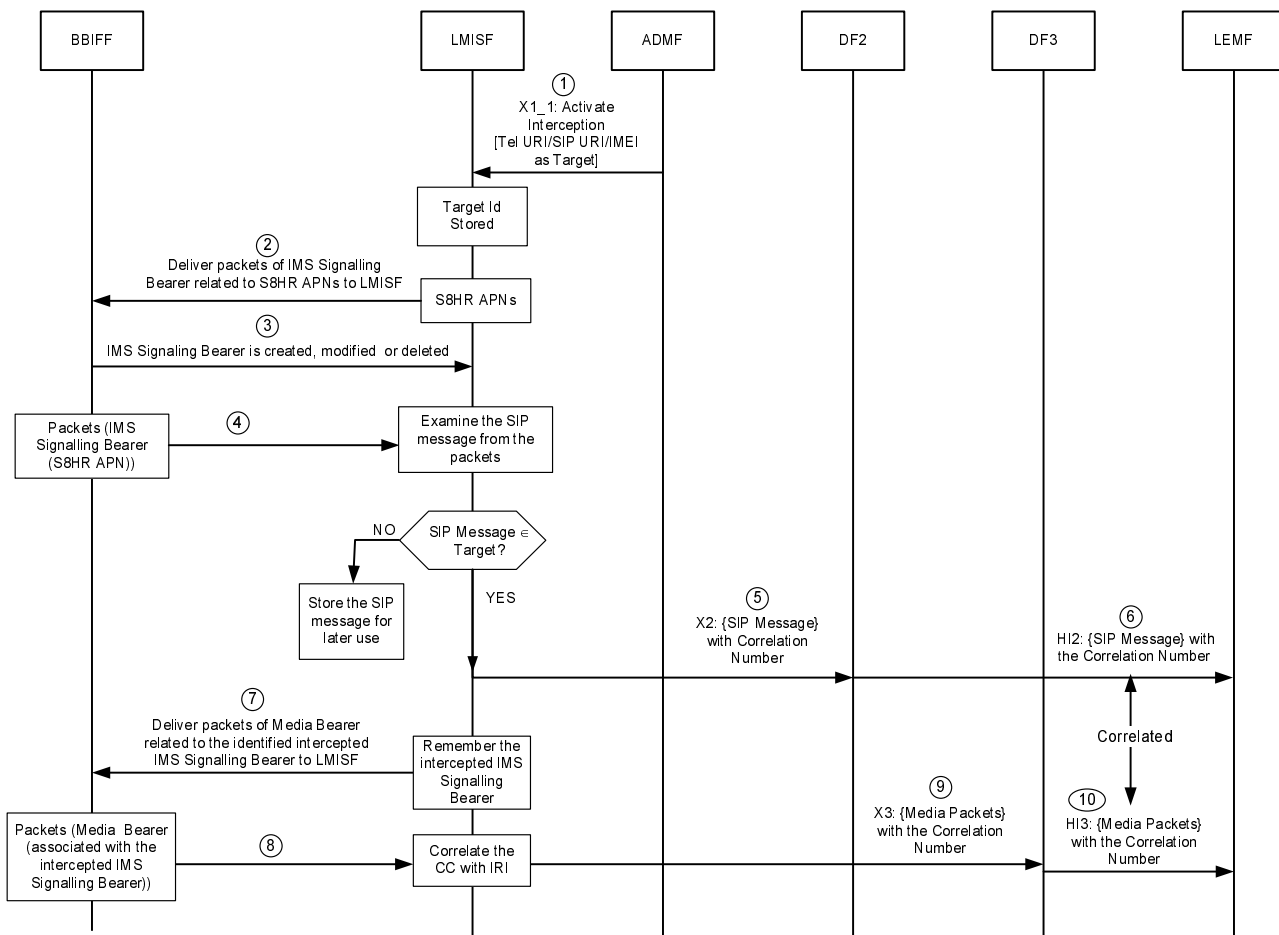 BBIFF
LMISF
ADMF
DF2
DF3
LEMF
1
X1_1: Activate
Interception
[Tel URI/SIP URI/IMEI
as Target]
Target Id
Stored
2
Deliver packets of IMS Signalling
Bearer related to S8HR APNs to LMISF
S8HR APNs
3
IMS Signaling Bearer is created, modified or deleted
Packets (IMS
Signalling Bearer
(S8HR APN))
4
Examine the SIP
message from the
packets
NO
SIP Message ∈
Target?
Store the SIP
message for
later use
YES
5
X2: {SIP Message}
with Correlation
Number
6
HI2: {SIP Message} with
the Correlation Number
7
Deliver packets of Media Bearer
related to the identified intercepted
IMS Signalling Bearer to LMISF
Remember the
intercepted IMS
Signalling
Bearer
Correlated
Packets (Media Bearer
(associated with the
intercepted IMS
Signalling Bearer))
8
Correlate the
CC with IRI
9
X3: {Media Packets}
with the Correlation
Number
10
HI3: {Media Packets}
with the Correlation
Number